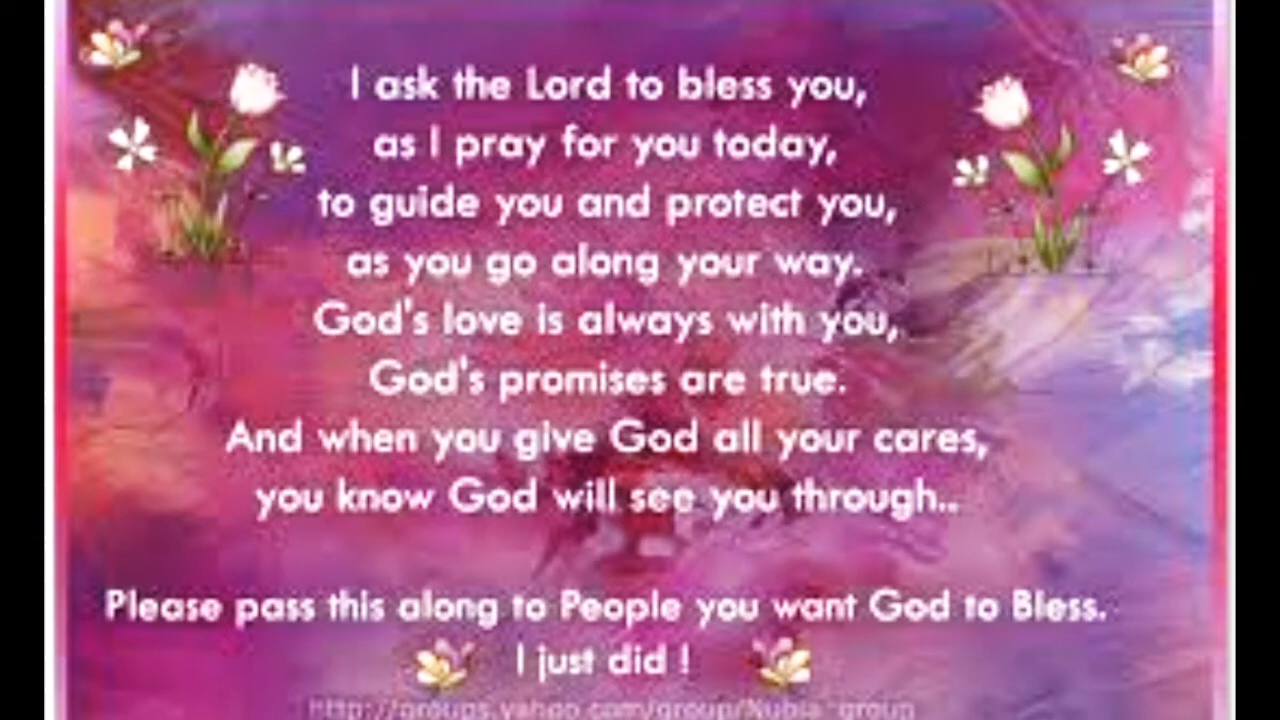 I ask the Lord to bless you,
as I pray for you today,
to guide you and protect you,
as you go along your way.
God's love is always with you,
God's promises are true.
And when you give God all your cares,
you know God will see you through..
Please pass this along to People you want God to Bless.
I just did !
http://groups.yahoo.com/group/Nubia_group